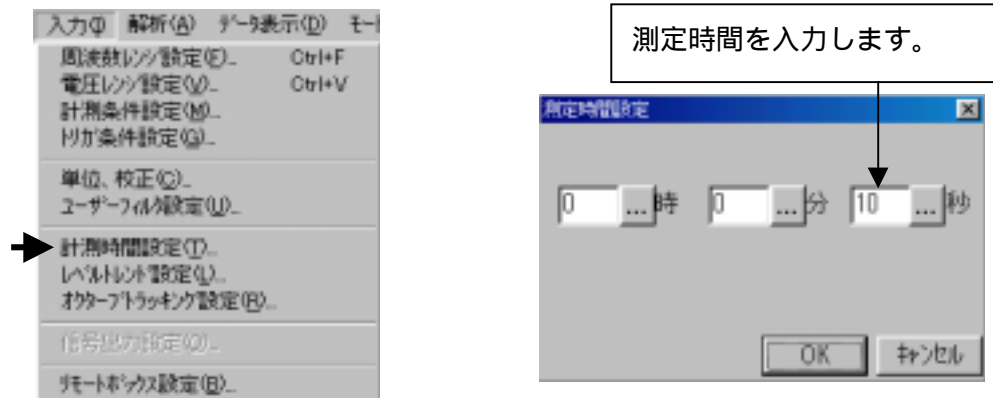 入力(I) 解析(A) データ表示(D) モー
周波数レンジ設定(F)... Ctrl+F
電圧レンジ設定(V)... Ctrl+V
計測条件設定(M)...
トリガ条件設定(G)...
単位、校正(C)...
ユーザーフィルタ設定(U)...
計測時間設定(T)...
レベルトレンド設定(L)...
オクターブトラッキング設定(R)...
信号出力設定(O)...
リモートボックス設定(B)...
測定時間を入力します。
測定時間設定
0 ... 時 0 ... 分 10 ... 秒
OK キャンセル